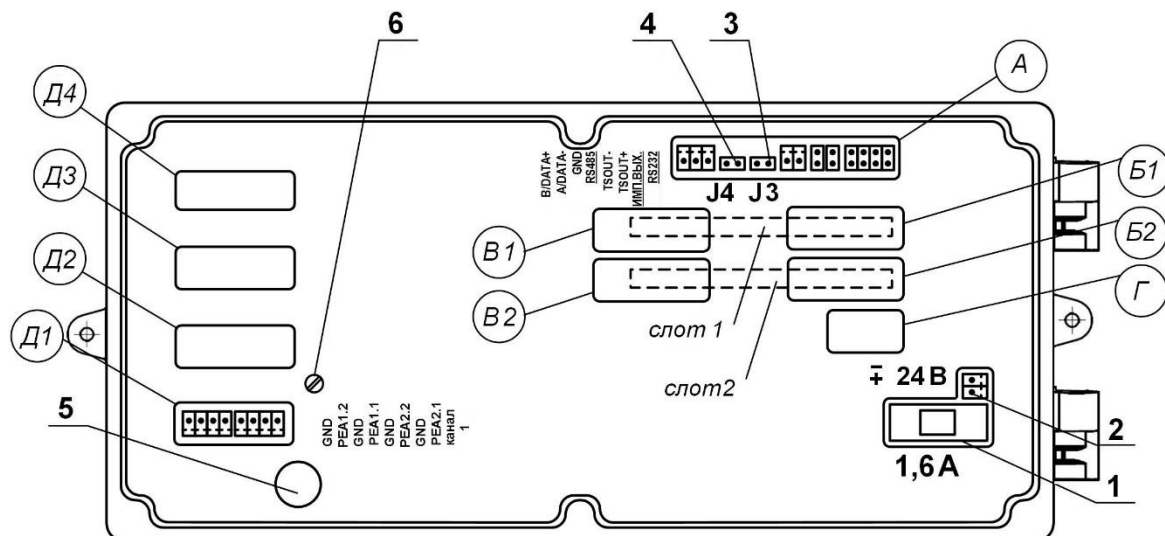 6
4
3
А
Д4
B/DATA+
A/DATA-
GND
RS485
TSOUT-
TSOUT+
ИМП.ВЫХ.
RS232
J4 J3
Б1
Д3
В1
Б2
Д2
В2
Г
слот 1
Д1
слот2
– + 24В
5
GND
PEA1.2
GND
PEA1.1
GND
PEA2.2
GND
PEA2.1
канал
1
2
1,6А
1